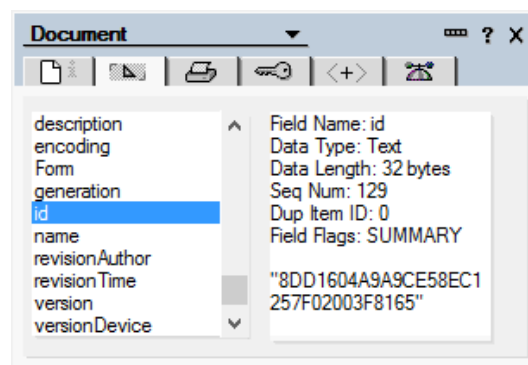 Document
? X
i
<+>
description
encoding
Form
generation
id
name
revisionAuthor
revisionTime
version
versionDevice
Field Name: id
Data Type: Text
Data Length: 32 bytes
Seq Num: 129
Dup Item ID: 0
Field Flags: SUMMARY
"8DD1604A9A9CE58EC1
257F02003F8165"